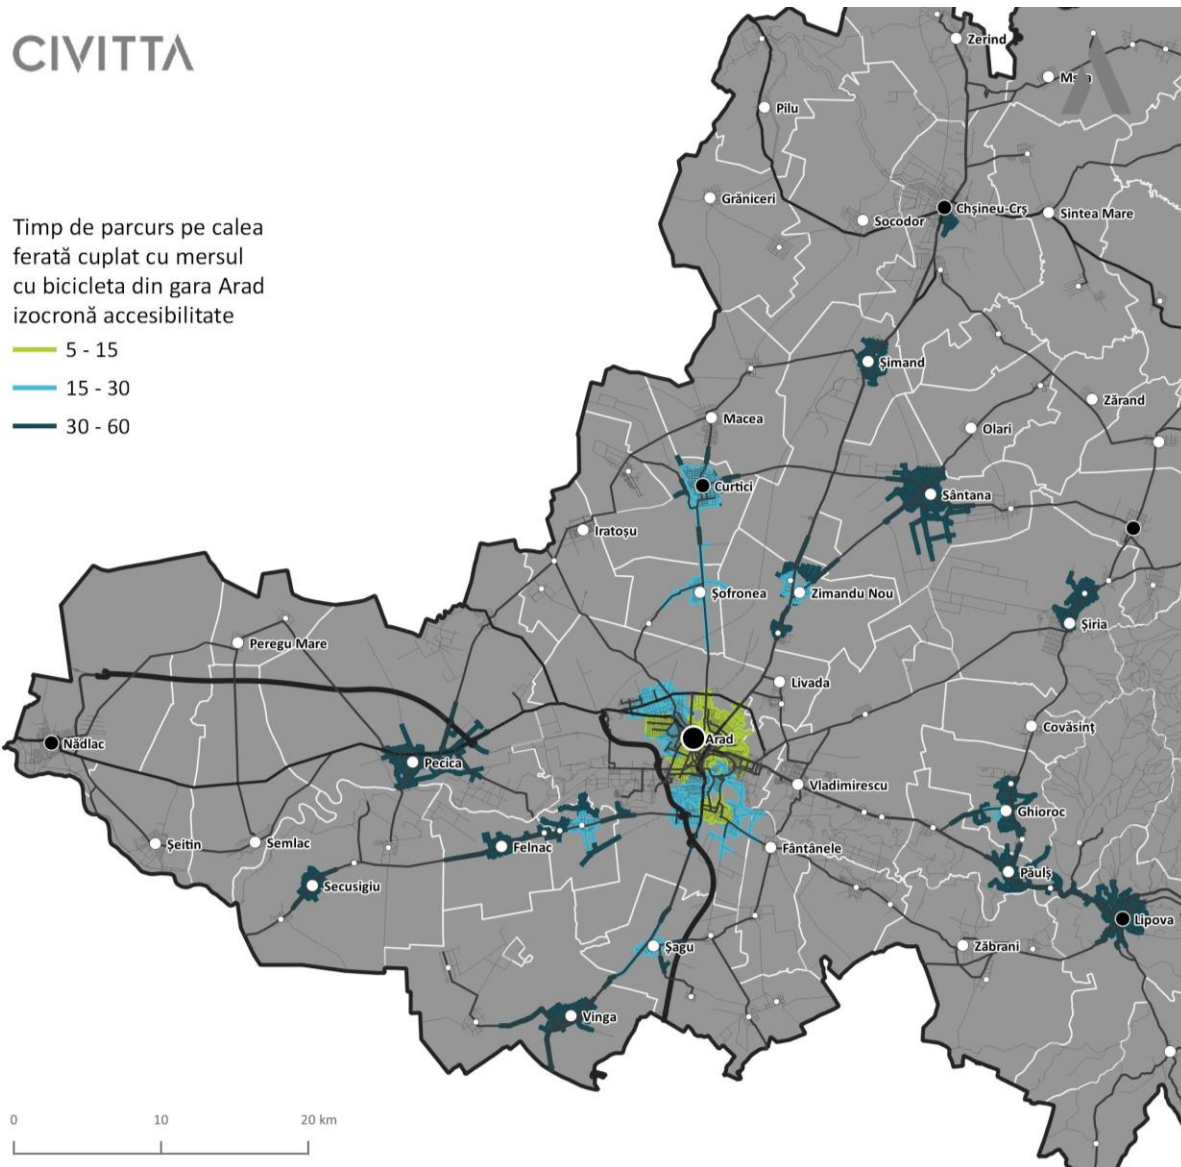 CIVITTA
Timp de parcurs pe calea
ferată cuplat cu mersul
cu bicicleta din gara Arad
izocronă accesibilitate
5 - 15
15 - 30
30 - 60
Zerind
Pilu
Grăniceri
Socodor
Chșineu-Crș
Sintea Mare
Șimand
Zărand
Macea
Olari
Curtici
Sântana
Iratoșu
Șofronea
Zimandu Nou
Șiria
Peregu Mare
Livada
Covăsinț
Nădlac
Arad
Pecica
Vladimirescu
Ghioroc
Șeitin
Semlac
Felnac
Fântânele
Păulș
Secusigiu
Lipova
Șagu
Zăbrani
Vinga
0 10 20 km